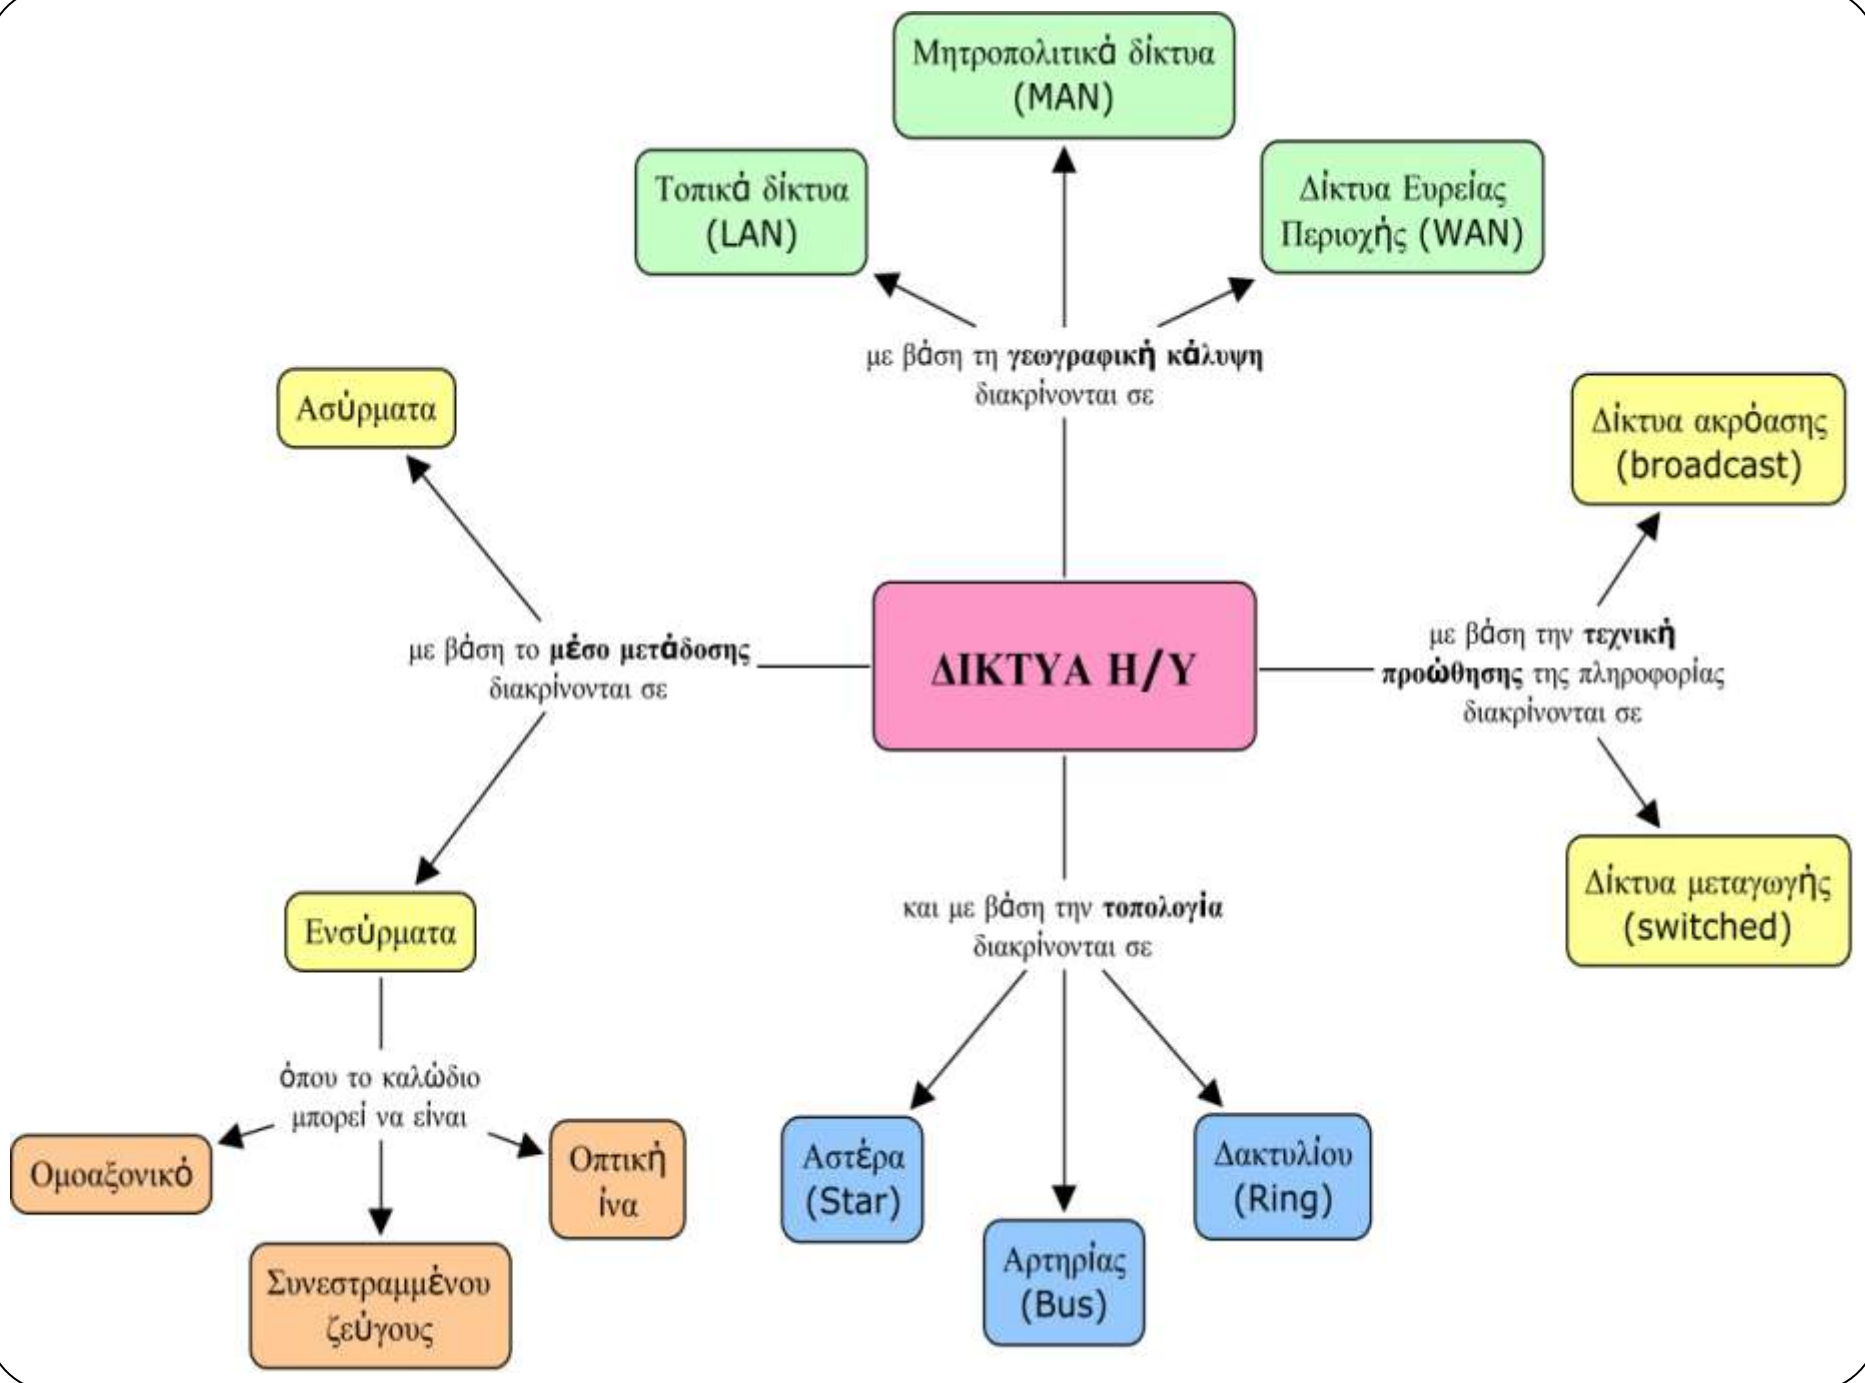 Μητροπολιτικά δίκτυα
(MAN)
Τοπικά δίκτυα
(LAN)
Δίκτυα Ευρείας
Περιοχής (WAN)
με βάση τη γεωγραφική κάλυψη
διακρίνονται σε
Ασύρματα
Δίκτυα ακρόασης
(broadcast)
με βάση το μέσο μετάδοσης
διακρίνονται σε
ΔΙΚΤΥΑ Η/Υ
με βάση την τεχνική
προώθησης της πληροφορίας
διακρίνονται σε
Δίκτυα μεταγωγής
(switched)
Ενσύρματα
και με βάση την τοπολογία
διακρίνονται σε
όπου το καλώδιο
μπορεί να είναι
Ομοαξονικό
Συνεστραμμένου
ζεύγους
Οπτική
ίνα
Αστέρα
(Star)
Αρτηρίας
(Bus)
Δακτυλίου
(Ring)